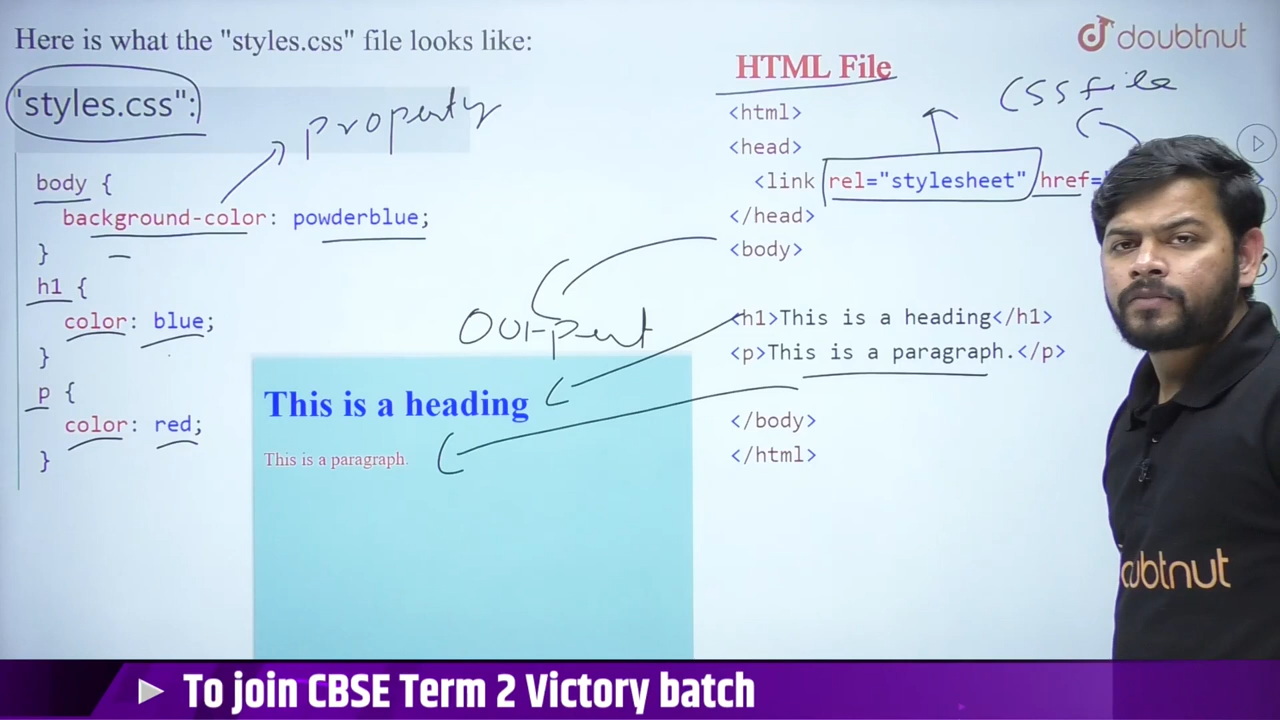 Here is what the "styles.css" file looks like:
"styles.css":
property
body {
background-color: powderblue;
}
h1 {
color: blue;
}
p {
color: red;
}
Output
This is a heading
This is a paragraph.
doubtnut
HTML File
CSS file
<html>
<head>
<link rel="stylesheet" href=
</head>
<body>
<h1>This is a heading</h1>
<p>This is a paragraph.</p>
</body>
</html>
doubtnut
To join CBSE Term 2 Victory batch